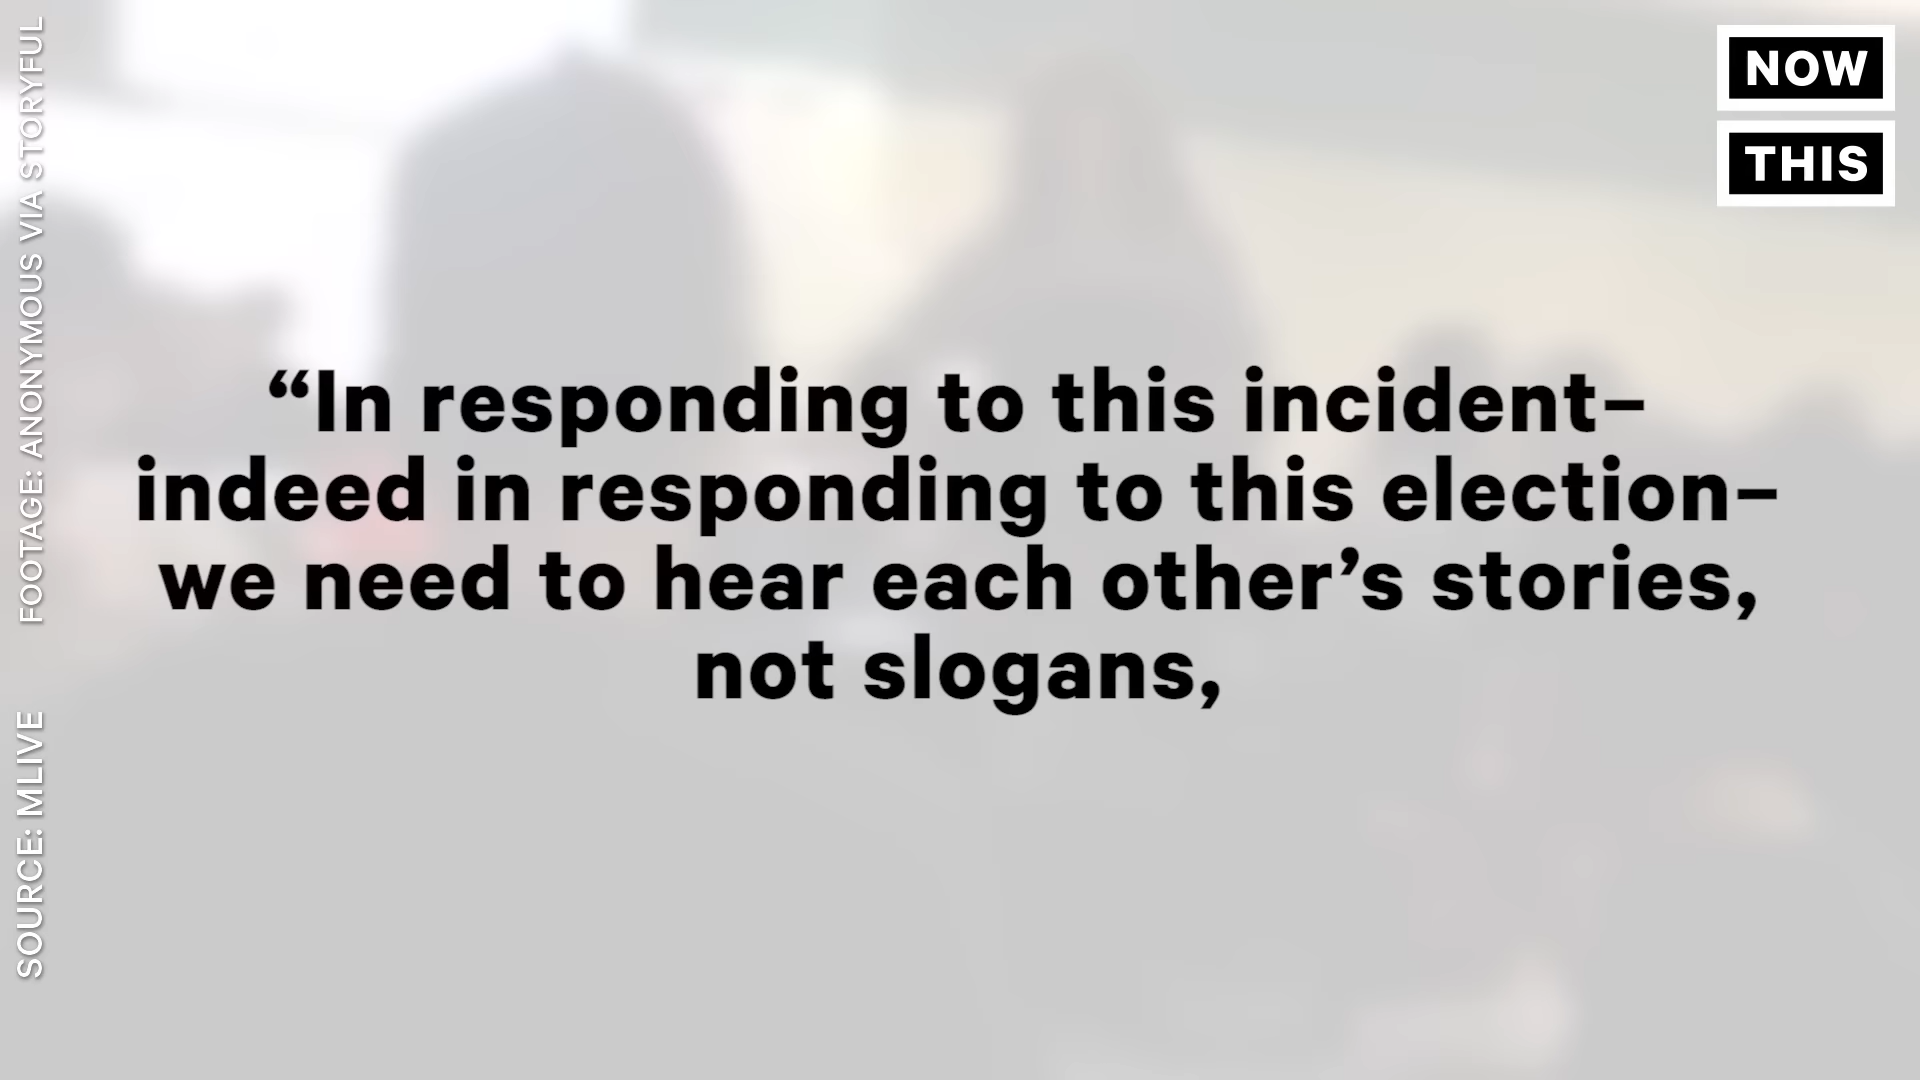 FOOTAGE: ANONYMOUS VIA STORYFUL
SOURCE: MLIVE
NOW
THIS
“In responding to this incident–
indeed in responding to this election–
we need to hear each other’s stories,
not slogans,